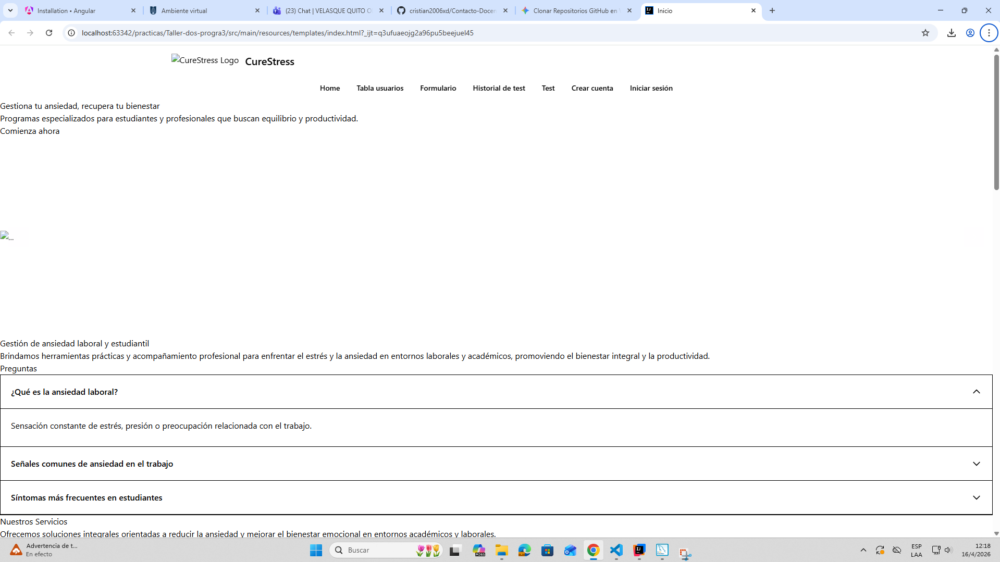 Installation • Angular
Ambiente virtual
(23) Chat | VELASQUE QUITO O
cristian2006xd/Contacto-Docen
Clonar Repositorios GitHub en
Inicio
localhost:63342/practicas/Taller-dos-progra3/src/main/resources/templates/index.html?_ijt=q3ufuaeojg2a96pu5beejuel45
CureStress Logo
CureStress
Home
Tabla usuarios
Formulario
Historial de test
Test
Crear cuenta
Iniciar sesión
Gestiona tu ansiedad, recupera tu bienestar
Programas especializados para estudiantes y profesionales que buscan equilibrio y productividad.
Comienza ahora
...
Gestión de ansiedad laboral y estudiantil
Brindamos herramientas prácticas y acompañamiento profesional para enfrentar el estrés y la ansiedad en entornos laborales y académicos, promoviendo el bienestar integral y la productividad.
Preguntas
¿Qué es la ansiedad laboral?
Sensación constante de estrés, presión o preocupación relacionada con el trabajo.
Señales comunes de ansiedad en el trabajo
Síntomas más frecuentes en estudiantes
Nuestros Servicios
Ofrecemos soluciones integrales orientadas a reducir la ansiedad y mejorar el bienestar emocional en entornos académicos y laborales.
Advertencia de t...
En efecto
Buscar
M365
ESP
LAA
12:18
16/4/2026